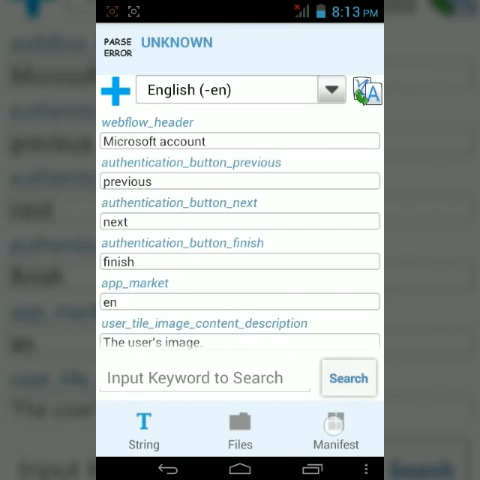 8:13 PM
PARSE
ERROR
UNKNOWN
English (-en)
A
webflow_header
Microsoft account
authentication_button_previous
previous
authentication_button_next
next
authentication_button_finish
finish
app_market
en
user_tile_image_content_description
The user's image.
Input Keyword to Search
Search
T
String
Files
Manifest